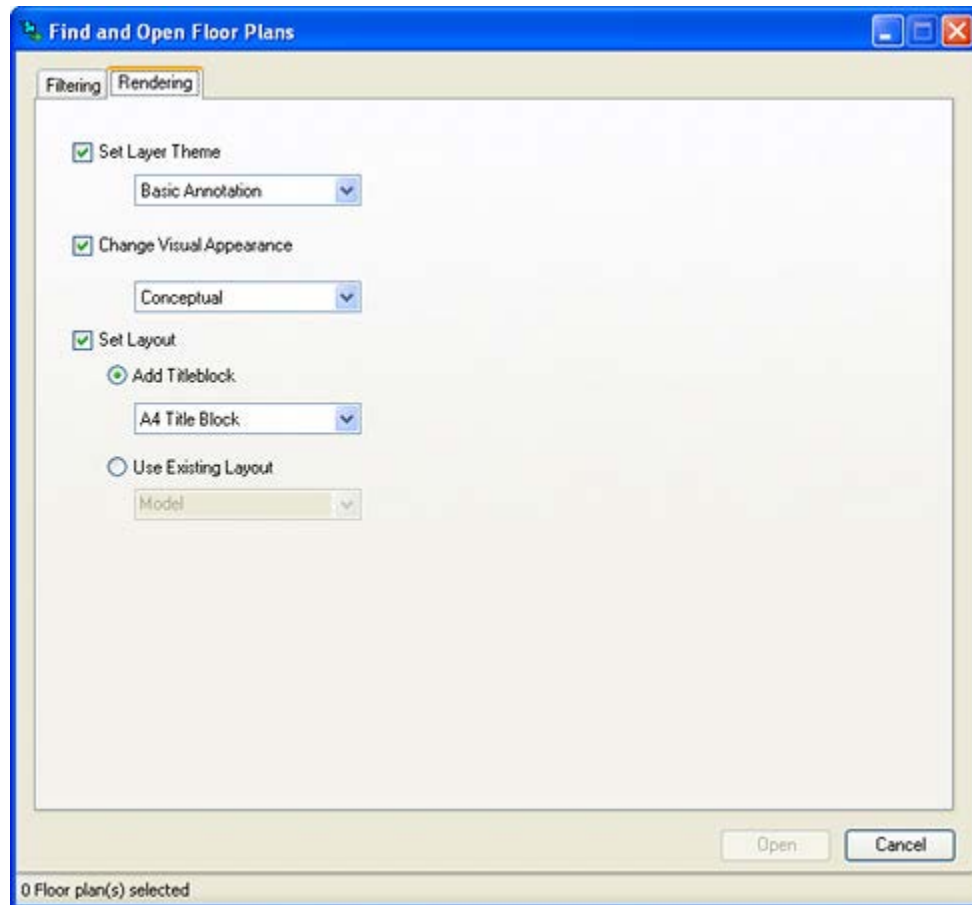 Find and Open Floor Plans
Filtering Rendering
Set Layer Theme
Basic Annotation
Change Visual Appearance
Conceptual
Set Layout
Add Titleblock
A4 Title Block
Use Existing Layout
Model
Open Cancel
0 Floor plan(s) selected